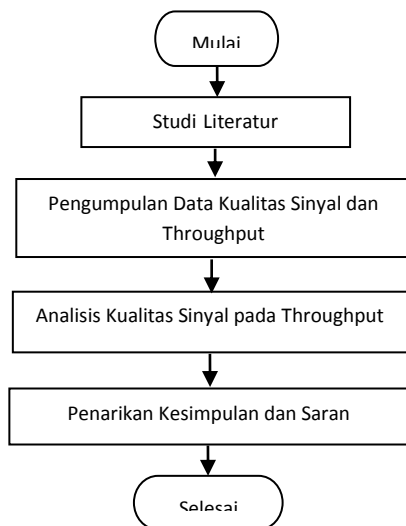 Mulai
Studi Literatur
Pengumpulan Data Kualitas Sinyal dan
Throughput
Analisis Kualitas Sinyal pada Throughput
Penarikan Kesimpulan dan Saran
Selesai